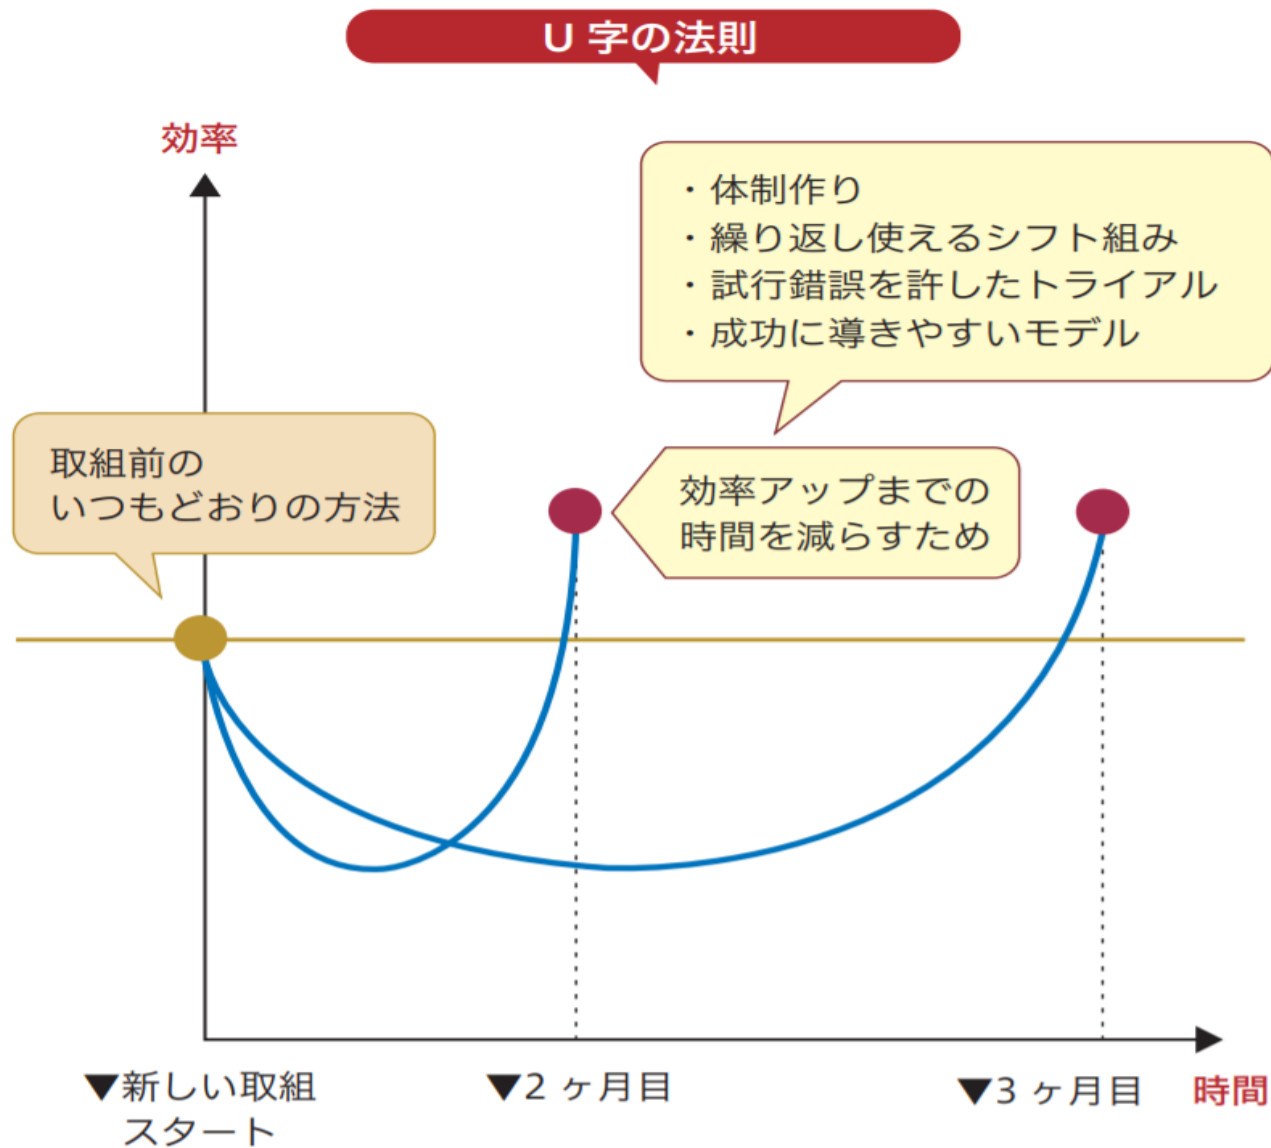 U 字の法則
効率
・体制作り
・繰り返し使えるシフト組み
・試行錯誤を許したトライアル
・成功に導きやすいモデル
取組前の
いつもどおりの方法
効率アップまでの
時間を減らすため
▼新しい取組
スタート
▼2 ヶ月目
▼3 ヶ月目
時間